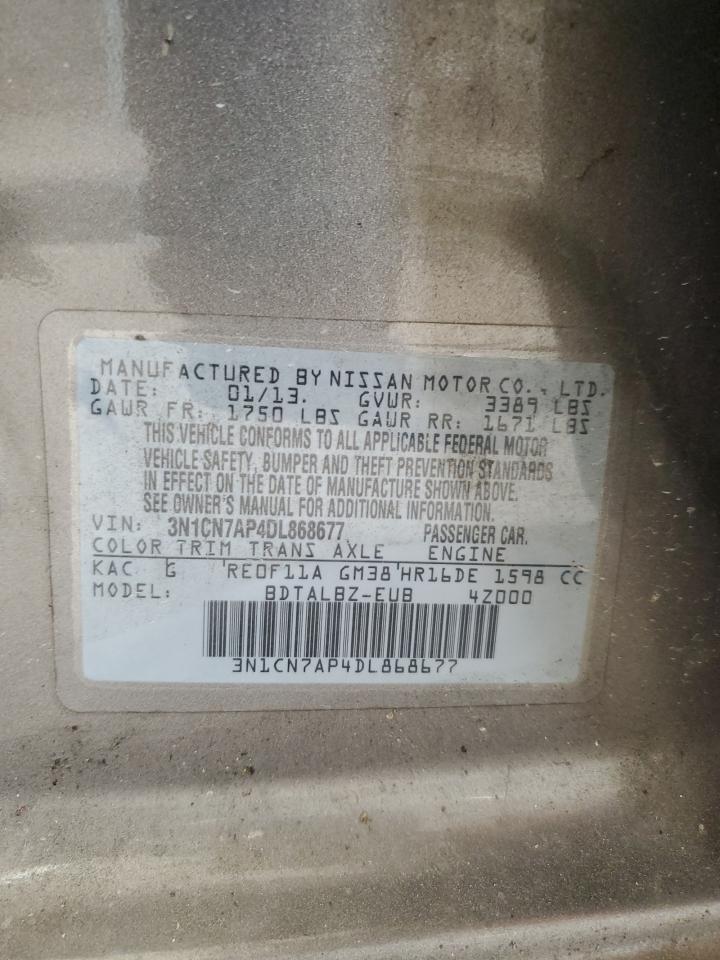 MANUFACTURED BY NISSAN MOTOR CO., LTD.
DATE: 01/13. GVWR: 3389 LBS
GAWR FR: 1750 LBS GAWR RR: 1671 LBS
THIS VEHICLE CONFORMS TO ALL APPLICABLE FEDERAL MOTOR
VEHICLE SAFETY, BUMPER AND THEFT PREVENTION STANDARDS
IN EFFECT ON THE DATE OF MANUFACTURE SHOWN ABOVE.
SEE OWNER'S MANUAL FOR ADDITIONAL INFORMATION.
VIN: 3N1CN7AP4DL868677 PASSENGER CAR.
COLOR TRIM TRANS AXLE ENGINE
KAC G RE0F11A GM38 HR16DE 1598 CC
MODEL: BDTALBZ-EUB 4Z000
3N1CN7AP4DL868677